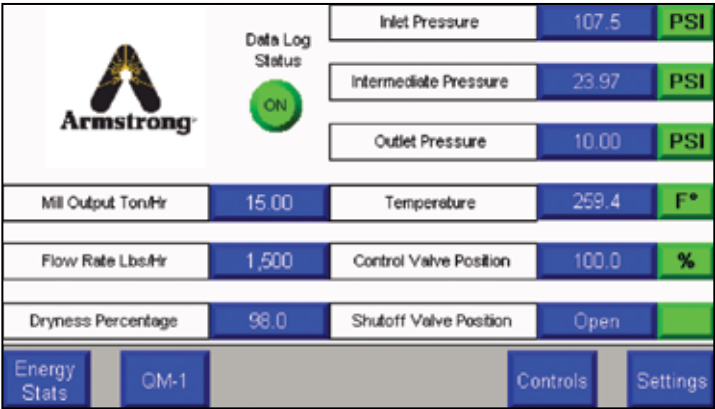 Armstrong
Data Log
Status
ON
Inlet Pressure 107.5 PSI
Intermediate Pressure 23.97 PSI
Outlet Pressure 10.00 PSI
Mill Output Ton/Hr 15.00
Temperature 259.4 F°
Flow Rate Lbs/Hr 1,500
Control Valve Position 100.0 %
Dryness Percentage 98.0
Shutoff Valve Position Open
Energy
Stats
QM-1
Controls
Settings